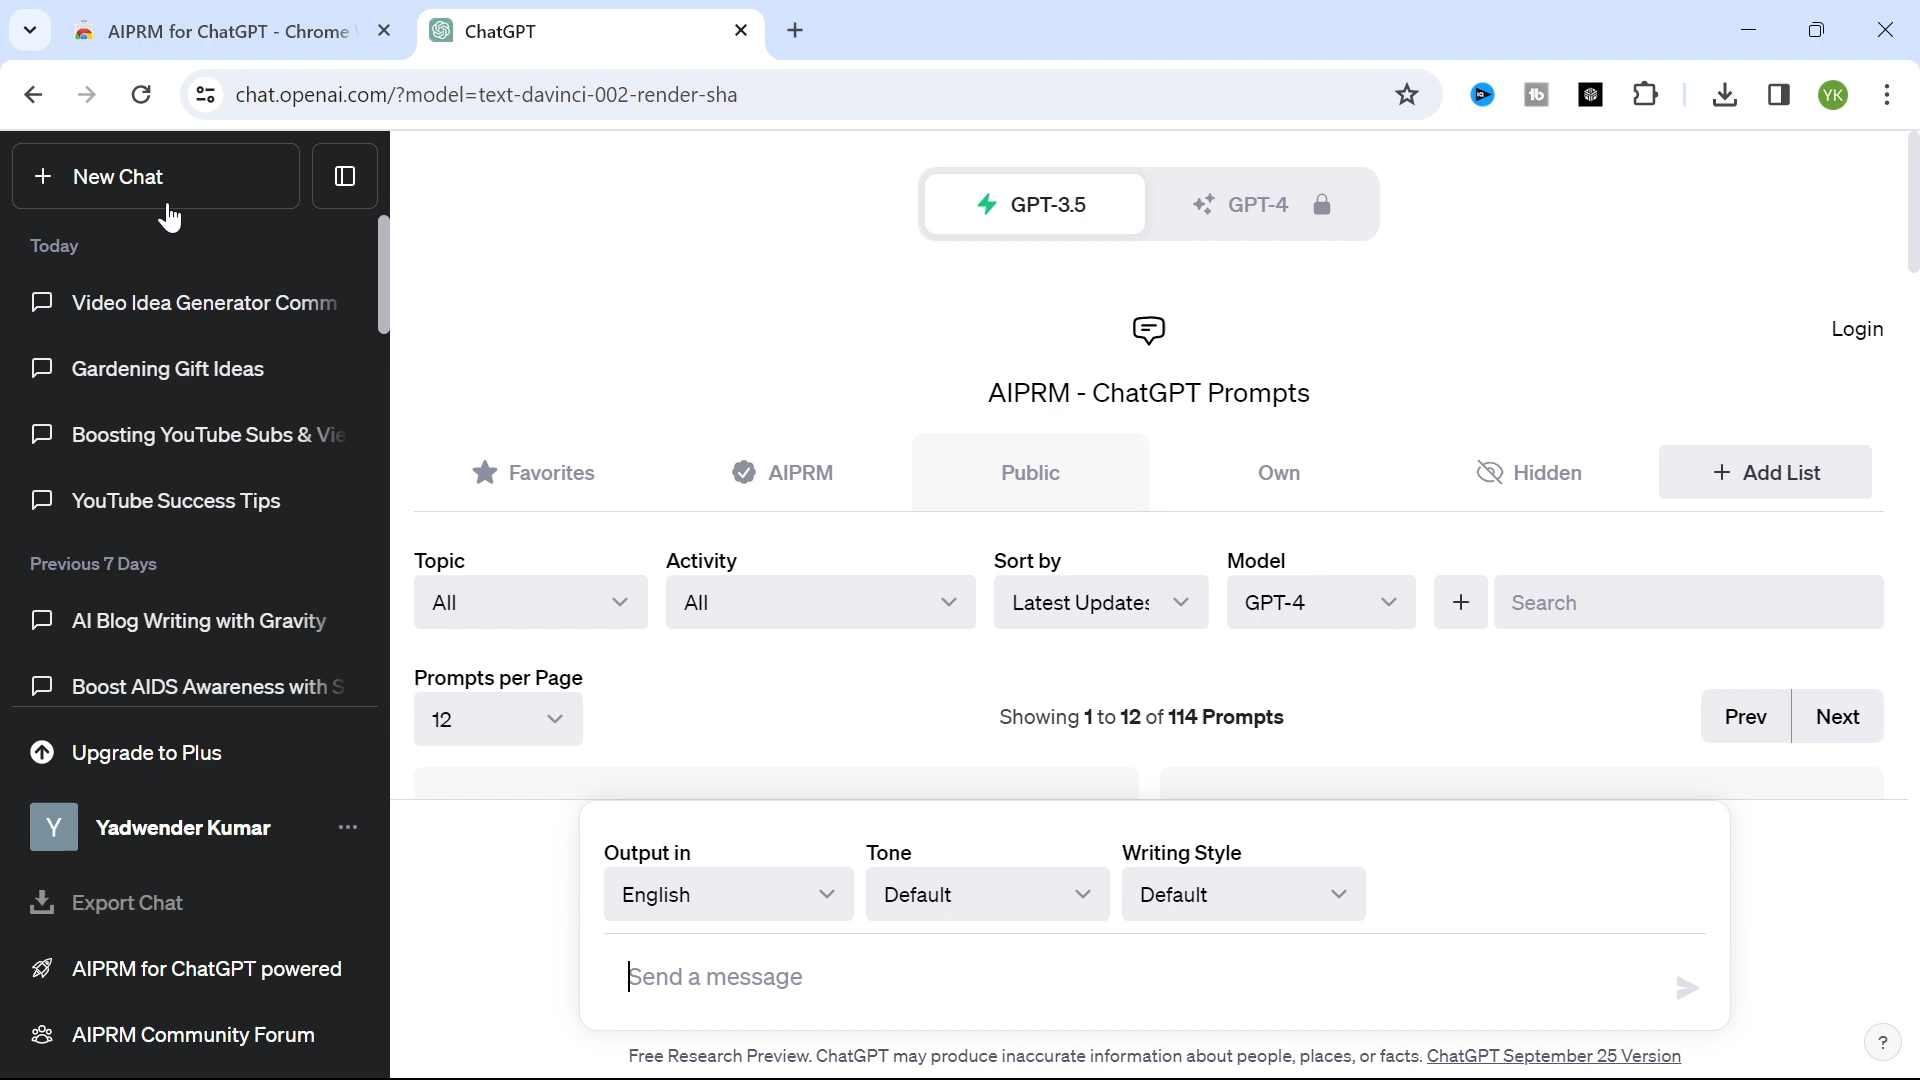 AIPRM for ChatGPT - Chrome
ChatGPT
chat.openai.com/?model=text-davinci-002-render-sha
tb
YK
New Chat
Today
Video Idea Generator Comm
Gardening Gift Ideas
Boosting YouTube Subs & Vie
YouTube Success Tips
Previous 7 Days
AI Blog Writing with Gravity
Boost AIDS Awareness with S
Upgrade to Plus
Y Yadwender Kumar
Export Chat
AIPRM for ChatGPT powered
AIPRM Community Forum
GPT-3.5 GPT-4
Login
AIPRM - ChatGPT Prompts
Favorites AIPRM Public Own Hidden + Add List
Topic Activity Sort by Model
All All Latest Updates GPT-4 + Search
Prompts per Page
12 Showing 1 to 12 of 114 Prompts Prev Next
Output in Tone Writing Style
English Default Default
Send a message
Free Research Preview. ChatGPT may produce inaccurate information about people, places, or facts. ChatGPT September 25 Version
?